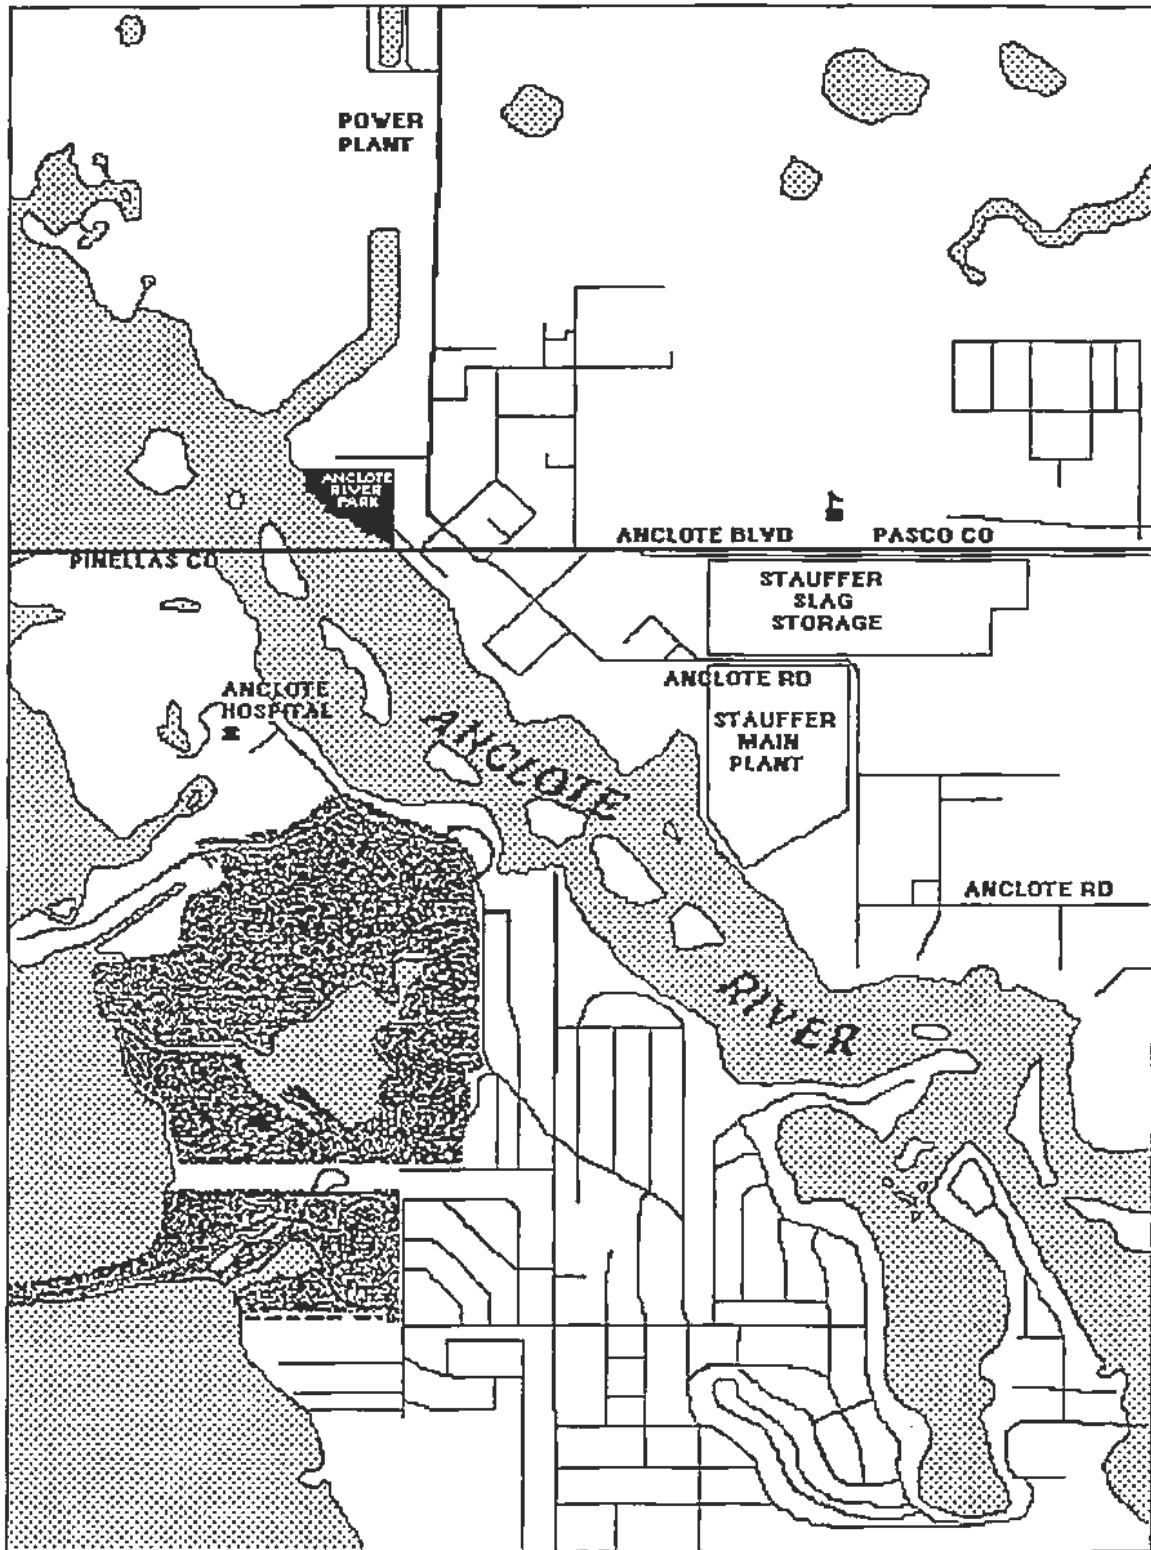 POWER
PLANT
ANCLOTE
RIVER
PARK
ANCLOTE BLVD
PASCO CO
PINELLAS CO
STAUFFER
SLAG
STORAGE
ANCLOTE RD
ANCLOTE
HOSPITAL
STAUFFER
MAIN
PLANT
ANCLOTE
ANCLOTE RD
RIVER